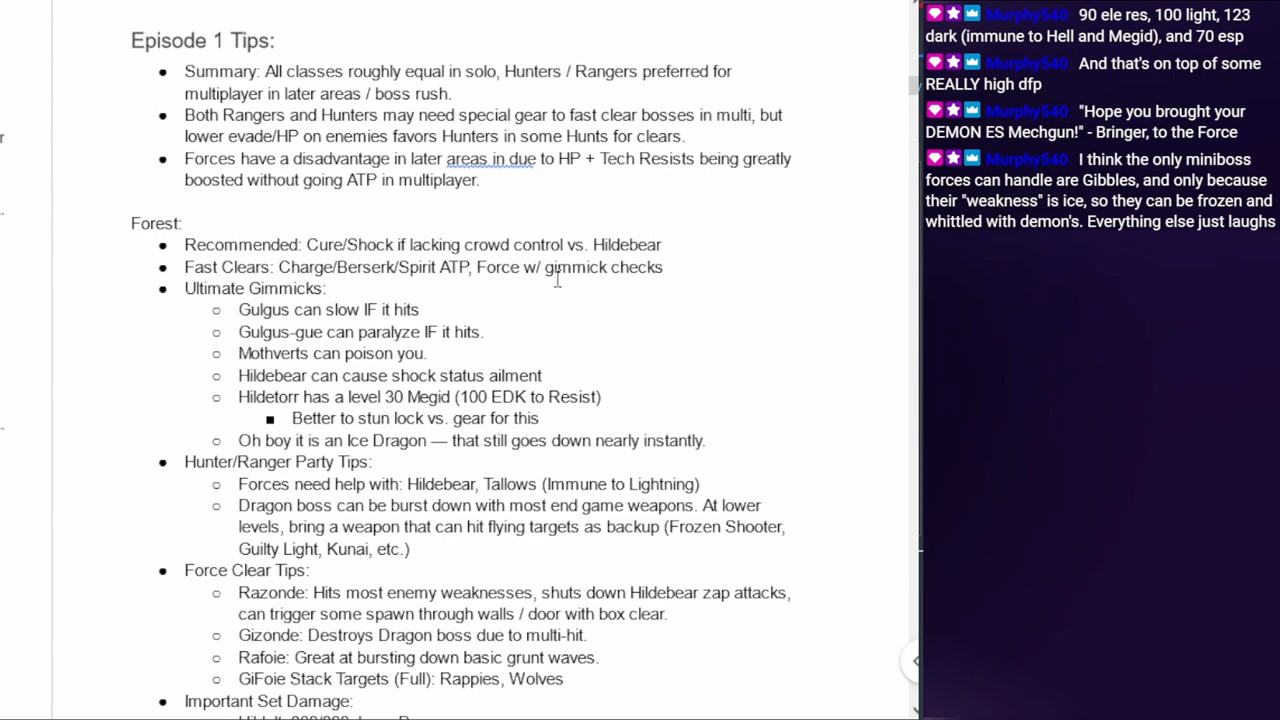 Episode 1 Tips:
● Summary: All classes roughly equal in solo, Hunters / Rangers preferred for
multiplayer in later areas / boss rush.
● Both Rangers and Hunters may need special gear to fast clear bosses in multi, but
lower evade/HP on enemies favors Hunters in some Hunts for clears.
● Forces have a disadvantage in later areas in due to HP + Tech Resists being greatly
boosted without going ATP in multiplayer.
Forest:
● Recommended: Cure/Shock if lacking crowd control vs. Hildebear
● Fast Clears: Charge/Berserk/Spirit ATP, Force w/ gimmick checks
● Ultimate Gimmicks:
○ Gulgus can slow IF it hits
○ Gulgus-gue can paralyze IF it hits.
○ Mothverts can poison you.
○ Hildebear can cause shock status ailment
○ Hildetorr has a level 30 Megid (100 EDK to Resist)
■ Better to stun lock vs. gear for this
○ Oh boy it is an Ice Dragon — that still goes down nearly instantly.
● Hunter/Ranger Party Tips:
○ Forces need help with: Hildebear, Tallows (Immune to Lightning)
○ Dragon boss can be burst down with most end game weapons. At lower
levels, bring a weapon that can hit flying targets as backup (Frozen Shooter,
Guilty Light, Kunai, etc.)
● Force Clear Tips:
○ Razonde: Hits most enemy weaknesses, shuts down Hildebear zap attacks,
can trigger some spawn through walls / door with box clear.
○ Gizonde: Destroys Dragon boss due to multi-hit.
○ Rafoie: Great at bursting down basic grunt waves.
○ GiFoie Stack Targets (Full): Rappies, Wolves
● Important Set Damage:
Murphy540 90 ele res, 100 light, 123
dark (immune to Hell and Megid), and 70 esp
Murphy540 And that's on top of some
REALLY high dfp
Murphy540 "Hope you brought your
DEMON ES Mechgun!" - Bringer, to the Force
Murphy540 I think the only miniboss
forces can handle are Gibbles, and only because
their "weakness" is ice, so they can be frozen and
whittled with demon's. Everything else just laughs